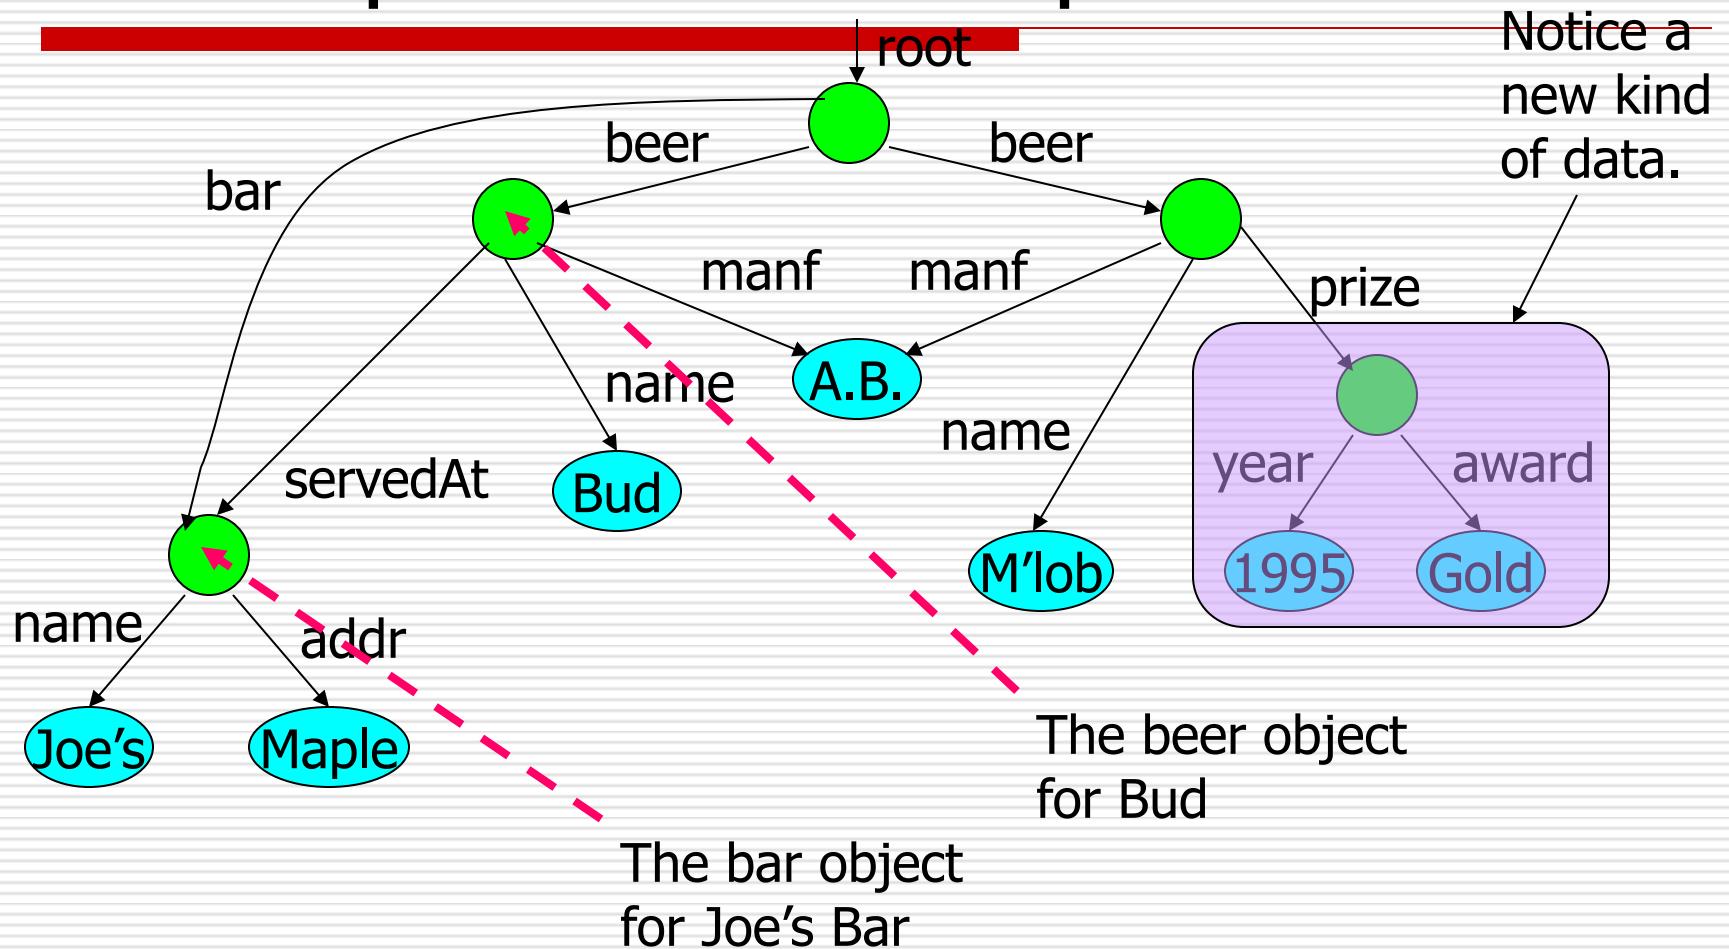 root
Notice a
new kind
of data.
beer
beer
bar
manf
manf
prize
name
A.B.
name
year
award
servedAt
Bud
M'lob
1995
Gold
name
addr
Joe's
Maple
The beer object
for Bud
The bar object
for Joe's Bar